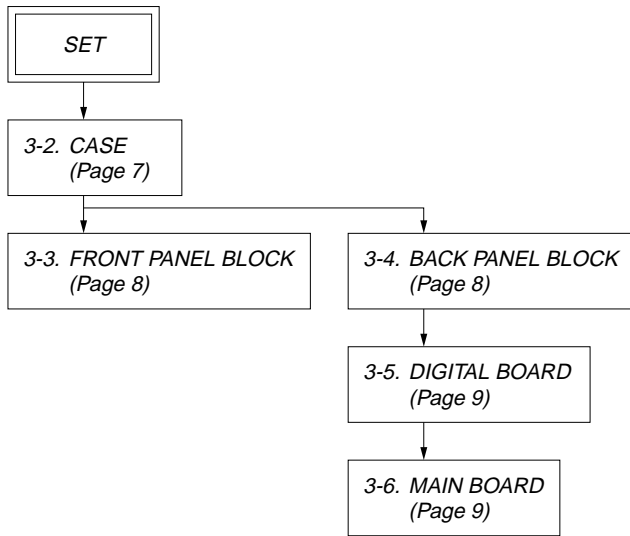 SET
3-2. CASE
(Page 7)
3-3. FRONT PANEL BLOCK
(Page 8)
3-4. BACK PANEL BLOCK
(Page 8)
3-5. DIGITAL BOARD
(Page 9)
3-6. MAIN BOARD
(Page 9)